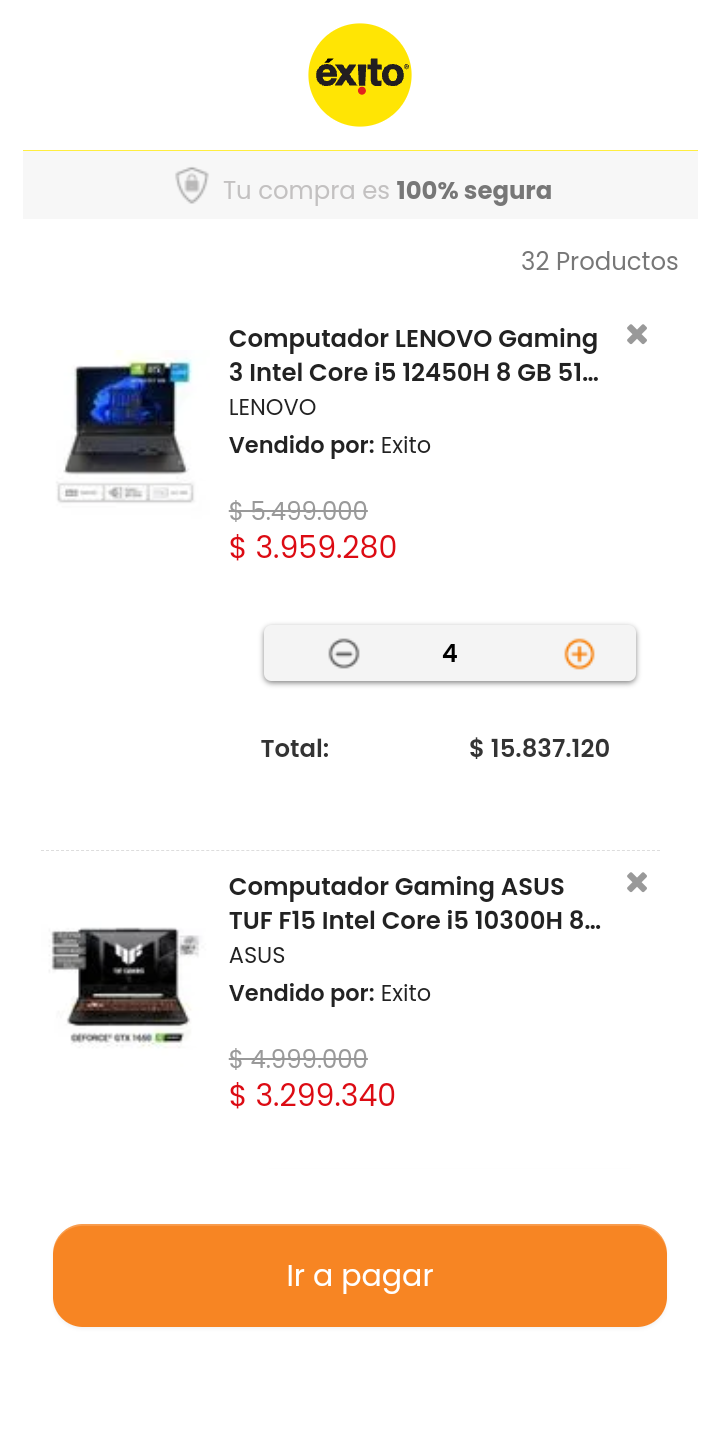 éxito
Tu compra es 100% segura
32 Productos
Computador LENOVO Gaming
3 Intel Core i5 12450H 8 GB 51...
LENOVO
Vendido por: Exito
$ 5.499.000
$ 3.959.280
4
Total: $ 15.837.120
Computador Gaming ASUS
TUF F15 Intel Core i5 10300H 8...
ASUS
Vendido por: Exito
GEFORCE® GTX 1650
$ 4.999.000
$ 3.299.340
Ir a pagar